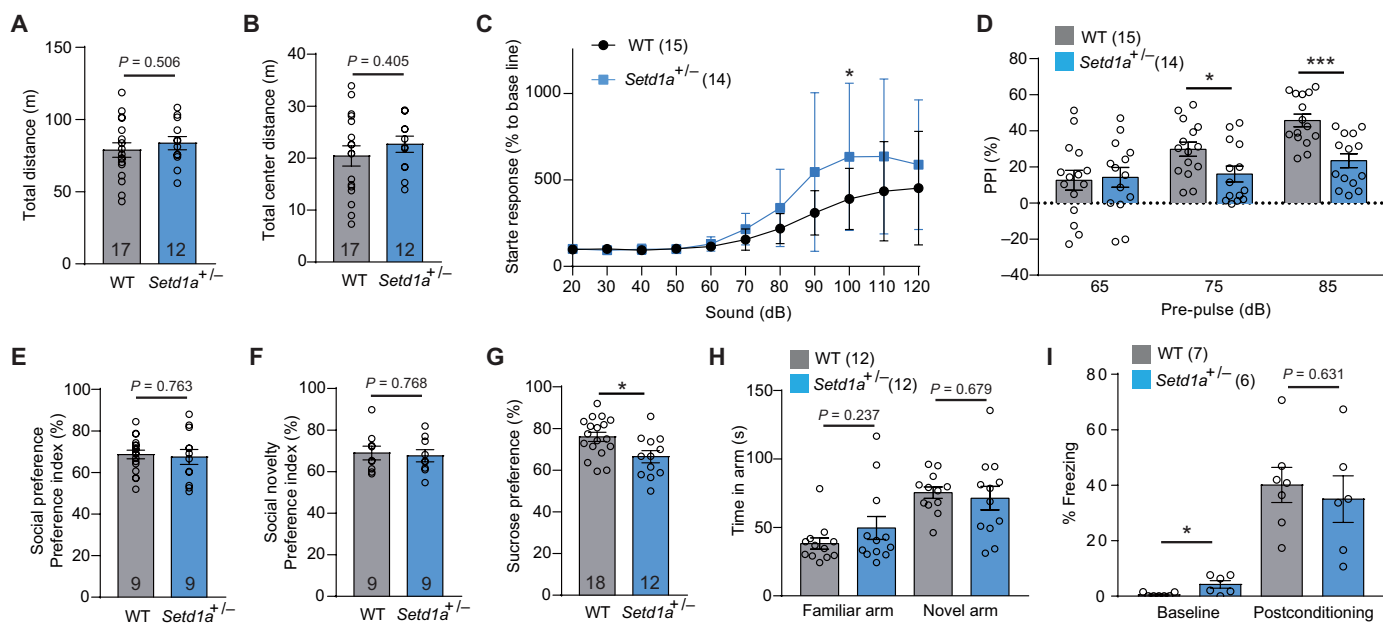 A
Total distance (m)
150
100
50
0
P = 0.506
17
12
WT
Setd1a+/–
B
Total center distance (m)
40
30
20
10
0
P = 0.405
17
12
WT
Setd1a+/–
C
Starte response (% to base line)
1000
500
0
WT (15)
Setd1a+/– (14)
*
20 30 40 50 60 70 80 90 100 110 120
Sound (dB)
D
WT (15)
Setd1a+/– (14)
PPI (%)
80
60
40
20
0
–20
–40
*
***
65 75 85
Pre-pulse (dB)
E
Social preference
Preference index (%)
100
80
60
40
20
0
P = 0.763
9
9
WT
Setd1a+/–
F
Social novelty
Preference index (%)
100
80
60
40
20
0
P = 0.768
9
9
WT
Setd1a+/–
G
Sucrose preference (%)
100
80
60
40
20
0
*
18
12
WT
Setd1a+/–
H
WT (12)
Setd1a+/– (12)
Time in arm (s)
150
100
50
0
P = 0.237
P = 0.679
Familiar arm Novel arm
I
WT (7)
Setd1a+/– (6)
% Freezing
80
60
40
20
0
*
P = 0.631
Baseline Postconditioning